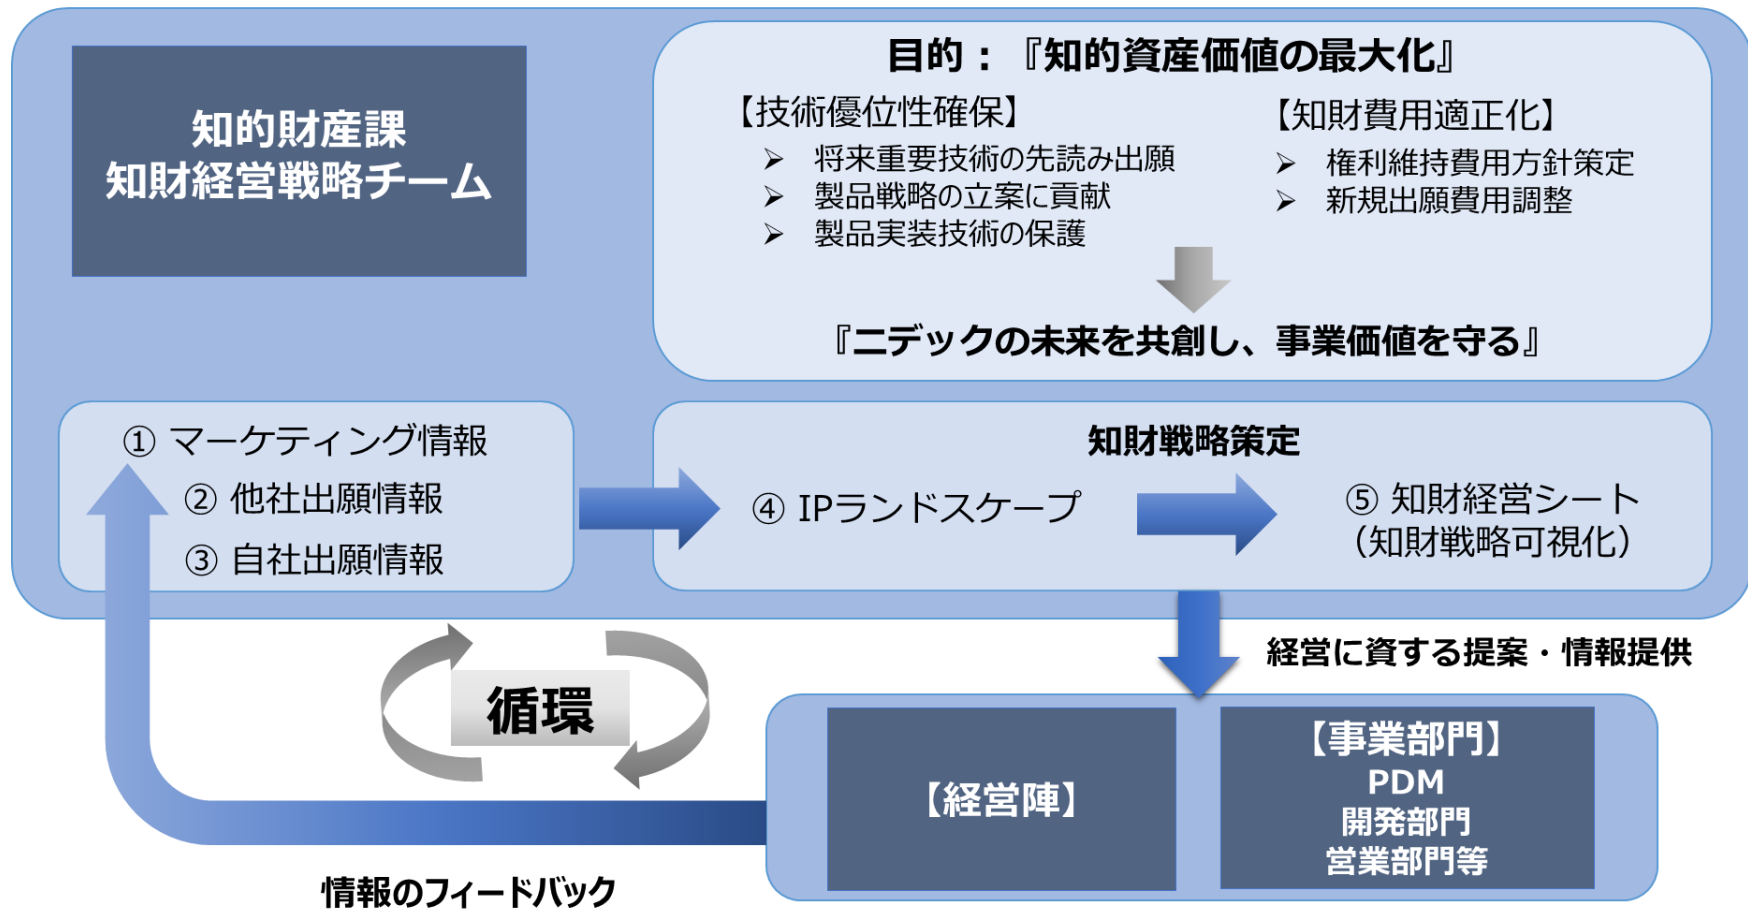 知的財産課
知財経営戦略チーム
目的：『知的資産価値の最大化』
【技術優位性確保】
➢ 将来重要技術の先読み出願
➢ 製品戦略の立案に貢献
➢ 製品実装技術の保護
【知財費用適正化】
➢ 権利維持費用方針策定
➢ 新規出願費用調整
『ニデックの未来を共創し、事業価値を守る』
① マーケティング情報
② 他社出願情報
③ 自社出願情報
知財戦略策定
④ IPランドスケープ
⑤ 知財経営シート
（知財戦略可視化）
経営に資する提案・情報提供
循環
【経営陣】
【事業部門】
PDM
開発部門
営業部門等
情報のフィードバック